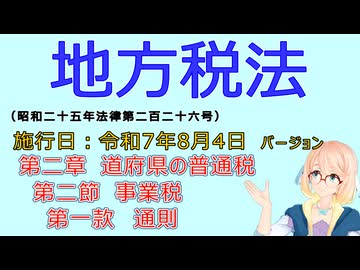 地方税法
（昭和二十五年法律第二百二十六号）
施行日：令和7年8月4日 バージョン
第二章 道府県の普通税
第二節 事業税
第一款 通則